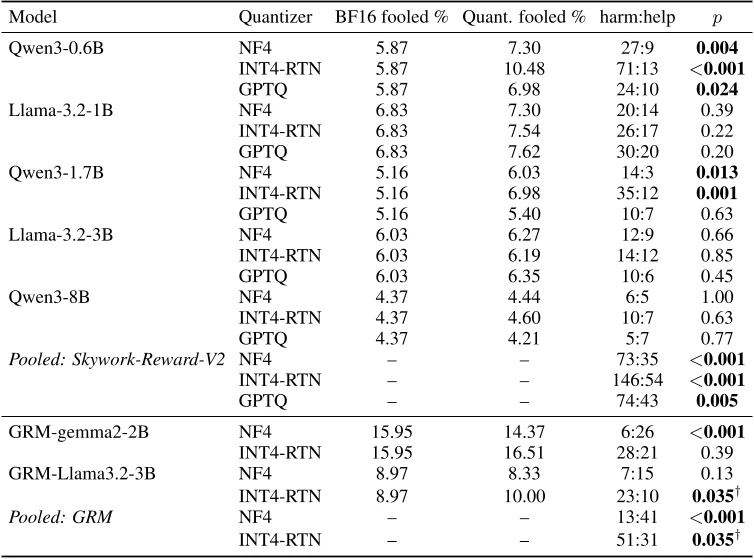 Model Quantizer BF16 fooled % Quant. fooled % harm:help p
Qwen3-0.6B NF4 5.87 7.30 27:9 0.004
INT4-RTN 5.87 10.48 71:13 <0.001
GPTQ 5.87 6.98 24:10 0.024
Llama-3.2-1B NF4 6.83 7.30 20:14 0.39
INT4-RTN 6.83 7.54 26:17 0.22
GPTQ 6.83 7.62 30:20 0.20
Qwen3-1.7B NF4 5.16 6.03 14:3 0.013
INT4-RTN 5.16 6.98 35:12 0.001
GPTQ 5.16 5.40 10:7 0.63
Llama-3.2-3B NF4 6.03 6.27 12:9 0.66
INT4-RTN 6.03 6.19 14:12 0.85
GPTQ 6.03 6.35 10:6 0.45
Qwen3-8B NF4 4.37 4.44 6:5 1.00
INT4-RTN 4.37 4.60 10:7 0.63
GPTQ 4.37 4.21 5:7 0.77
Pooled: Skywork-Reward-V2 NF4 – – 73:35 <0.001
INT4-RTN – – 146:54 <0.001
GPTQ – – 74:43 0.005
GRM-gemma2-2B NF4 15.95 14.37 6:26 <0.001
INT4-RTN 15.95 16.51 28:21 0.39
GRM-Llama3.2-3B NF4 8.97 8.33 7:15 0.13
INT4-RTN 8.97 10.00 23:10 0.035†
Pooled: GRM NF4 – – 13:41 <0.001
INT4-RTN – – 51:31 0.035†